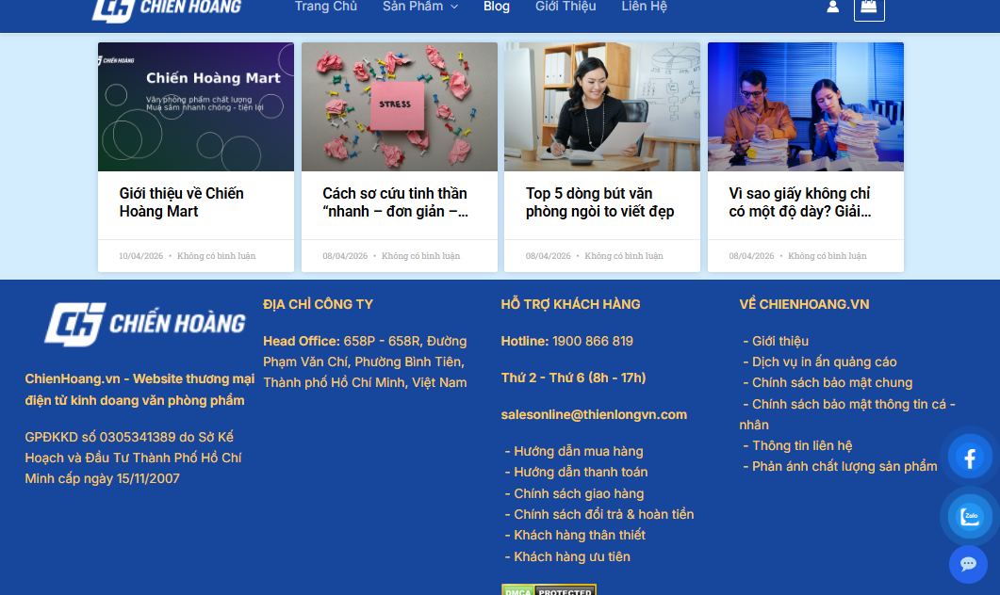 CHIẾN HOÀNG
Trang Chủ
Sản Phẩm
Blog
Giới Thiệu
Liên Hệ
CHIẾN HOÀNG
Chiến Hoàng Mart
Văn phòng phẩm chất lượng
Mua sắm nhanh chóng - tiện lợi
Giới thiệu về Chiến
Hoàng Mart
10/04/2026 • Không có bình luận
STRESS
Cách sơ cứu tinh thần
“nhanh – đơn giản –...
08/04/2026 • Không có bình luận
Top 5 dòng bút văn
phòng ngòi to viết đẹp
08/04/2026 • Không có bình luận
Vì sao giấy không chỉ
có một độ dày? Giải...
08/04/2026 • Không có bình luận
CHIẾN HOÀNG
ChienHoang.vn - Website thương mại
điện tử kinh doang văn phòng phẩm
GPĐKKD số 0305341389 do Sở Kế
Hoạch và Đầu Tư Thành Phố Hồ Chí
Minh cấp ngày 15/11/2007
ĐỊA CHỈ CÔNG TY
Head Office: 658P - 658R, Đường
Phạm Văn Chí, Phường Bình Tiên,
Thành phố Hồ Chí Minh, Việt Nam
HỖ TRỢ KHÁCH HÀNG
Hotline: 1900 866 819
Thứ 2 - Thứ 6 (8h - 17h)
salesonline@thienlongvn.com
- Hướng dẫn mua hàng
- Hướng dẫn thanh toán
- Chính sách giao hàng
- Chính sách đổi trả & hoàn tiền
- Khách hàng thân thiết
- Khách hàng ưu tiên
DMCA PROTECTED
VỀ CHIENHOANG.VN
- Giới thiệu
- Dịch vụ in ấn quảng cáo
- Chính sách bảo mật chung
- Chính sách bảo mật thông tin cá -
nhân
- Thông tin liên hệ
- Phản ánh chất lượng sản phẩm
Zalo